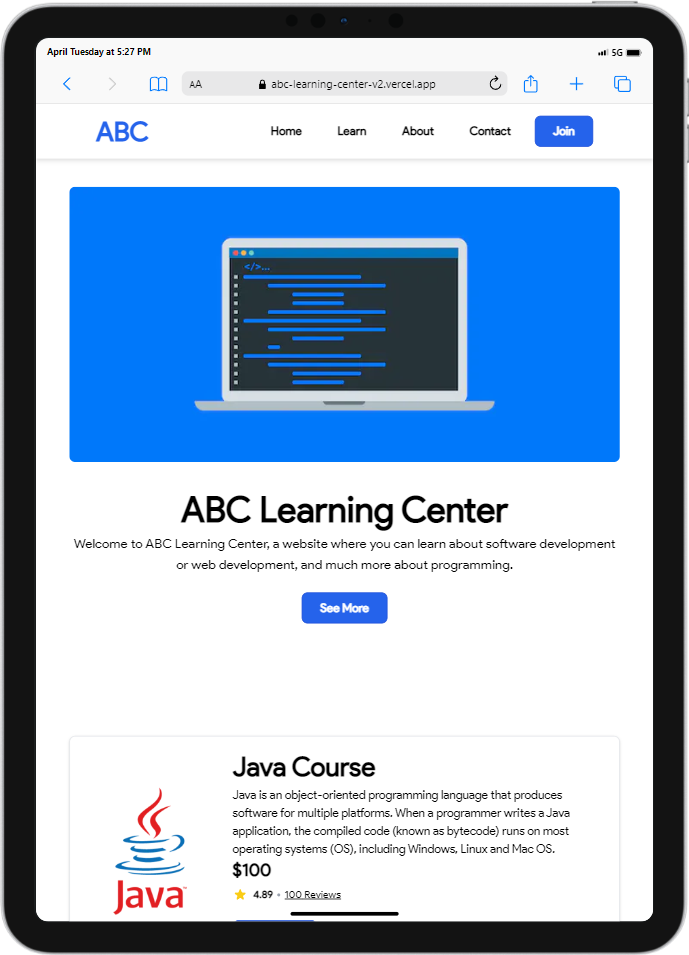 April Tuesday at 5:27 PM
5G
AA
abc-learning-center-v2.vercel.app
ABC
Home
Learn
About
Contact
Join
</>...
ABC Learning Center
Welcome to ABC Learning Center, a website where you can learn about software development
or web development, and much more about programming.
See More
Java Course
Java is an object-oriented programming language that produces
software for multiple platforms. When a programmer writes a Java
application, the compiled code (known as bytecode) runs on most
operating systems (OS), including Windows, Linux and Mac OS.
$100
4.89 • 100 Reviews
Java™